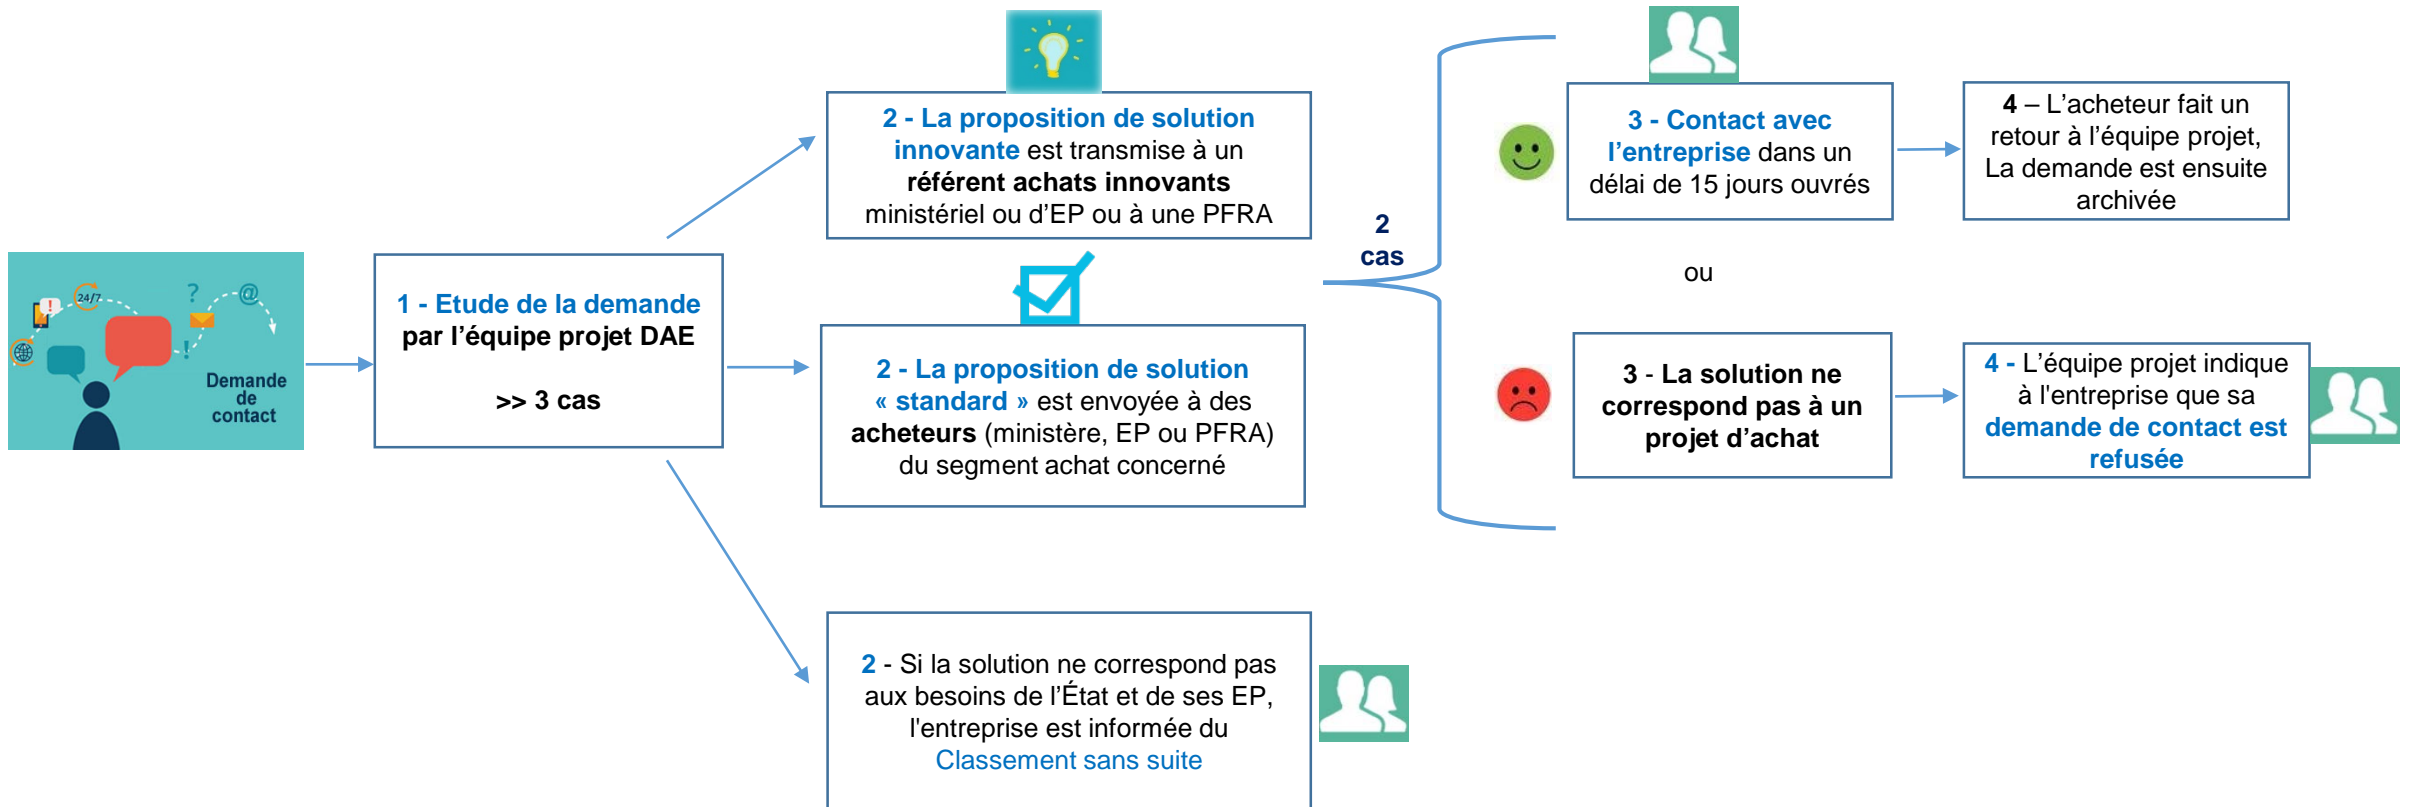 24/7
?
@
!
!
Demande
de
contact
1 - Etude de la demande
par l’équipe projet DAE
>> 3 cas
2 - La proposition de solution
innovante est transmise à un
référent achats innovants
ministériel ou d’EP ou à une PFRA
2 - La proposition de solution
« standard » est envoyée à des
acheteurs (ministère, EP ou PFRA)
du segment achat concerné
2 - Si la solution ne correspond pas
aux besoins de l’État et de ses EP,
l'entreprise est informée du
Classement sans suite
2
cas
3 - Contact avec
l’entreprise dans un
délai de 15 jours ouvrés
4 – L’acheteur fait un
retour à l’équipe projet,
La demande est ensuite
archivée
ou
3 - La solution ne
correspond pas à un
projet d’achat
4 - L’équipe projet indique
à l'entreprise que sa
demande de contact est
refusée